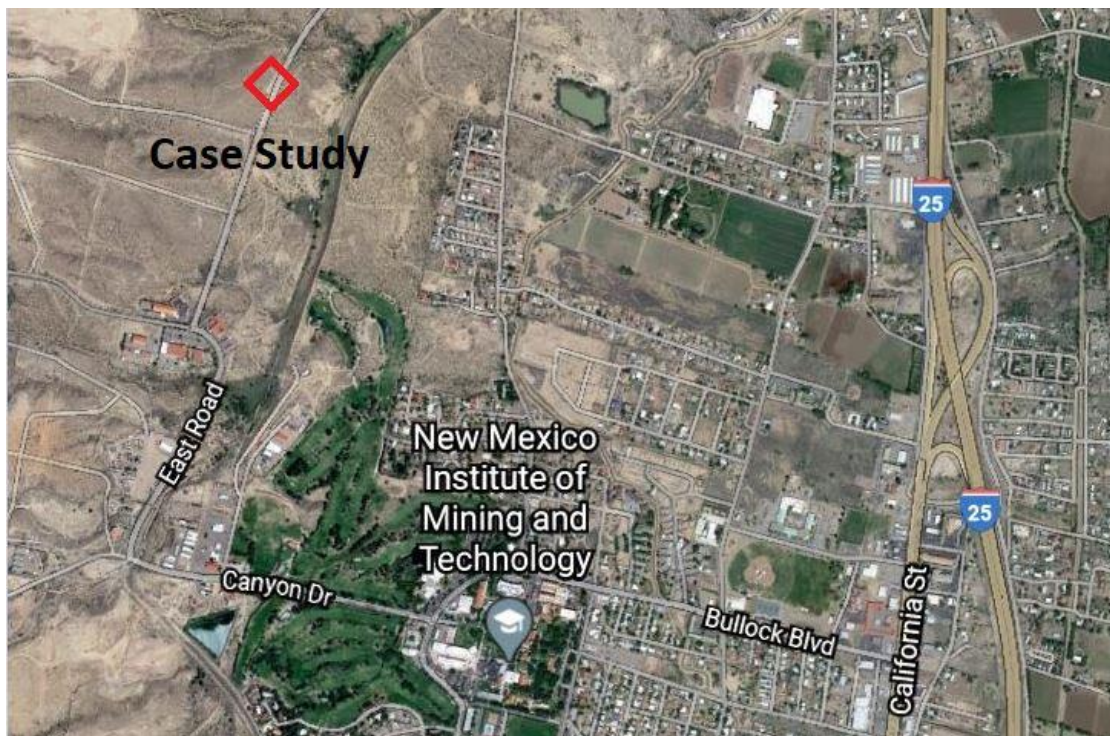 Case Study
25
East Road
New Mexico
Institute of
Mining and
Technology
25
Canyon Dr
Bullock Blvd
California St